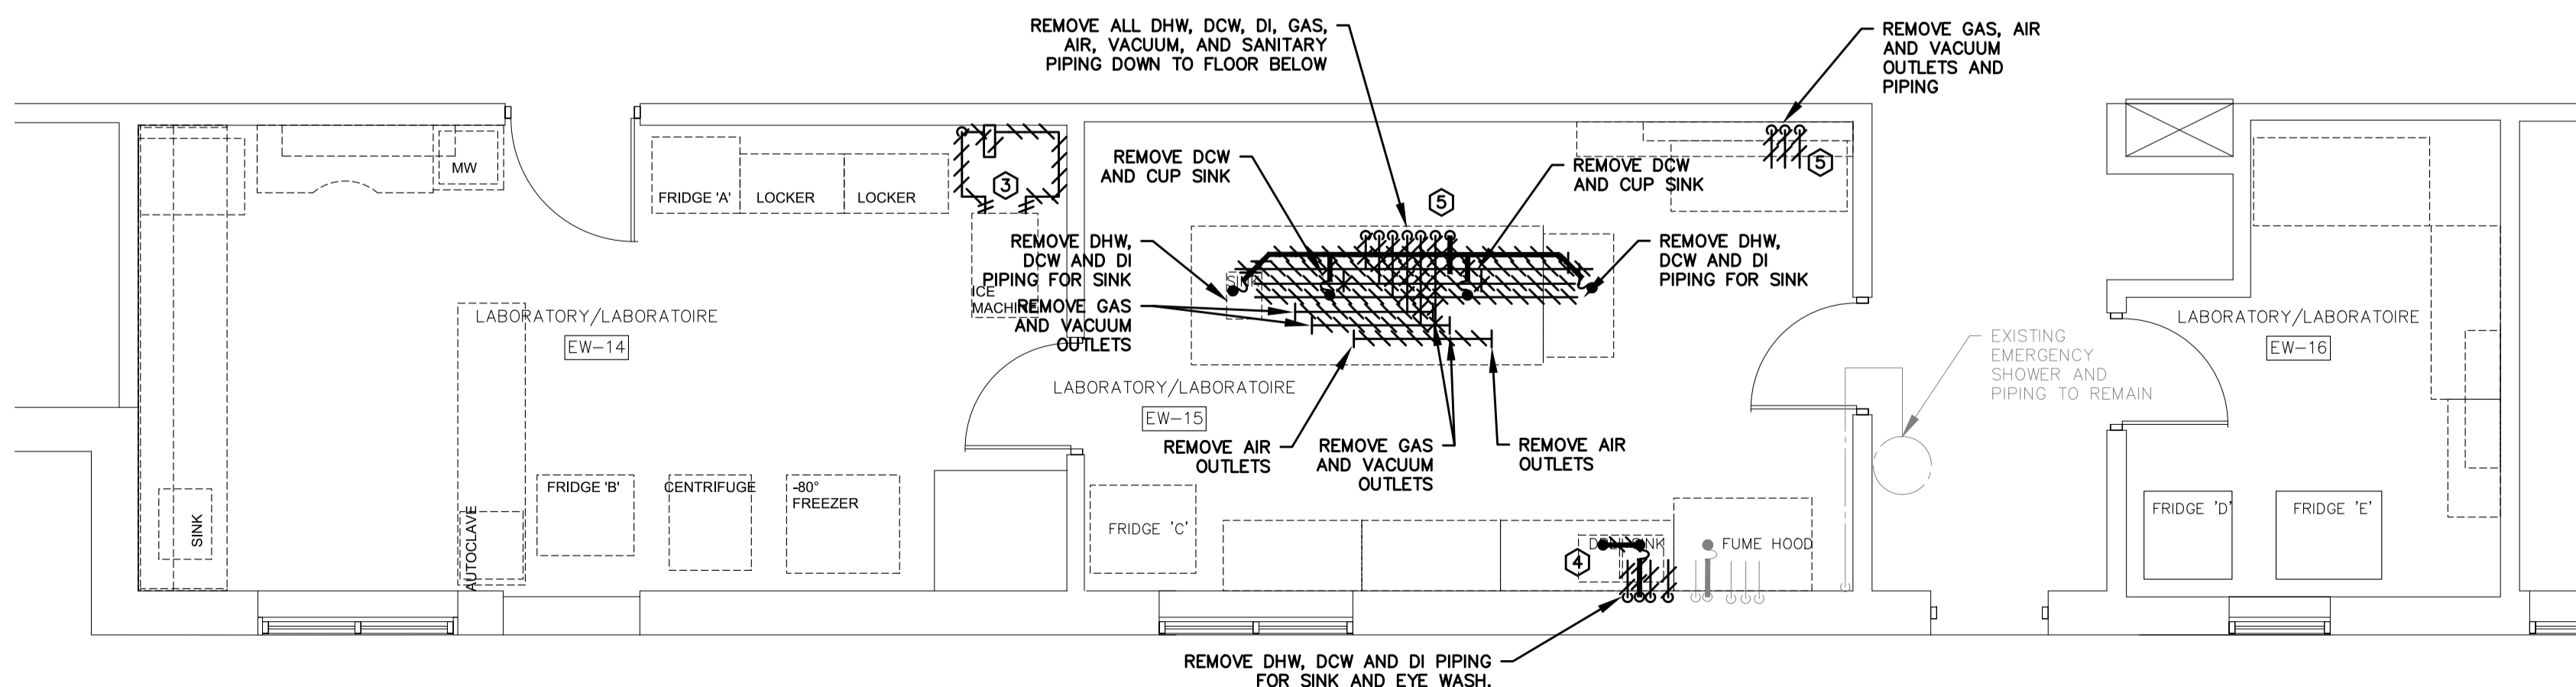 REMOVE ALL DHW, DCW, DI, GAS,
AIR, VACUUM, AND SANITARY
PIPING DOWN TO FLOOR BELOW
REMOVE GAS, AIR
AND VACUUM
OUTLETS AND
PIPING
MW
FRIDGE 'A'
LOCKER
LOCKER
3
REMOVE DCW
AND CUP SINK
5
REMOVE DCW
AND CUP SINK
5
REMOVE DHW,
DCW AND DI
PIPING FOR SINK
SINK
REMOVE DHW,
DCW AND DI
PIPING FOR SINK
ICE
MACHINE
REMOVE GAS
AND VACUUM
OUTLETS
LABORATORY/LABORATOIRE
EW-14
LABORATORY/LABORATOIRE
EW-15
EXISTING
EMERGENCY
SHOWER AND
PIPING TO REMAIN
LABORATORY/LABORATOIRE
EW-16
REMOVE AIR
OUTLETS
REMOVE GAS
AND VACUUM
OUTLETS
REMOVE AIR
OUTLETS
SINK
AUTOCLAVE
FRIDGE 'B'
CENTRIFUGE
-80°
FREEZER
FRIDGE 'C'
4
SINK
FUME HOOD
FRIDGE 'D'
FRIDGE 'E'
REMOVE DHW, DCW AND DI PIPING
FOR SINK AND EYE WASH.